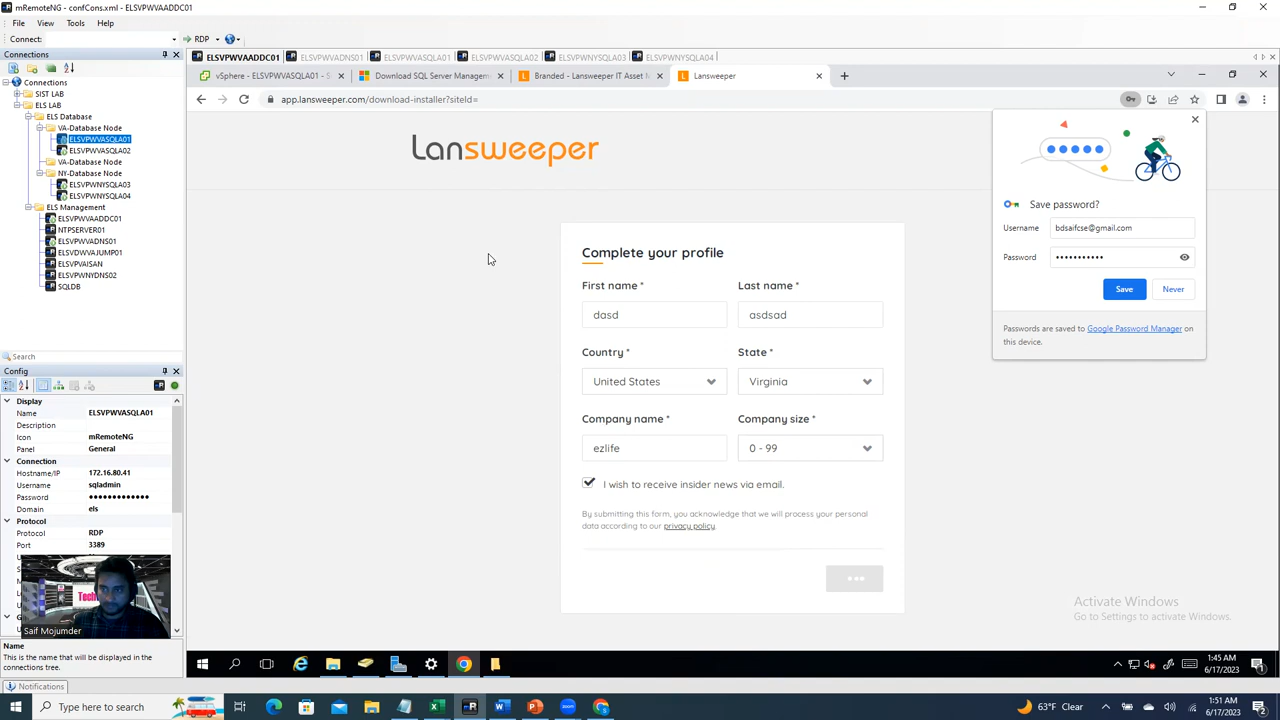 mRemoteNG - confCons.xml - ELSVPWVAADDC01
File View Tools Help
Connect: RDP
Connections
ELSVPWVAADDC01 ELSVPWVADNS01 ELSVPWVASQLA01 ELSVPWVASQLA02 ELSVPWNYSQLA03 ELSVPWNYSQLA04
vSphere - ELSVPWVASQLA01 - S
Download SQL Server Managem
Branded - Lansweeper IT Asset M
Lansweeper
app.lansweeper.com/download-installer?siteId=
Connections
SIST LAB
ELS LAB
ELS Database
VA-Database Node
ELSVPWVASQLA01
ELSVPWVASQLA02
VA-Database Node
NY-Database Node
ELSVPWNYSQLA03
ELSVPWNYSQLA04
ELS Management
ELSVPWVAADDC01
NTPSERVER01
ELSVPWVADNS01
ELSVDWVAJUMP01
ELSVPVAISAN
ELSVPWNYDNS02
SQLDB
Search
Config
Display
Name ELSVPWVASQLA01
Description
Icon mRemoteNG
Panel General
Connection
Hostname/IP 172.16.80.41
Username sqladmin
Password ••••••••••••
Domain els
Protocol
Protocol RDP
Port 3389
Tech
Saif Mojumder
Name
This is the name that will be displayed in the
connections tree.
Notifications
Lansweeper
Complete your profile
First name * Last name *
dasd asdsad
Country * State *
United States Virginia
Company name * Company size *
ezlife 0 - 99
I wish to receive insider news via email.
By submitting this form, you acknowledge that we will process your personal
data according to our privacy policy.
Save password?
Username bdsaifcse@gmail.com
Password •••••••••••
Save Never
Passwords are saved to Google Password Manager on
this device.
Activate Windows
Go to Settings to activate Windows.
1:45 AM
6/17/2023
Type here to search
63°F Clear
1:51 AM
6/17/2023